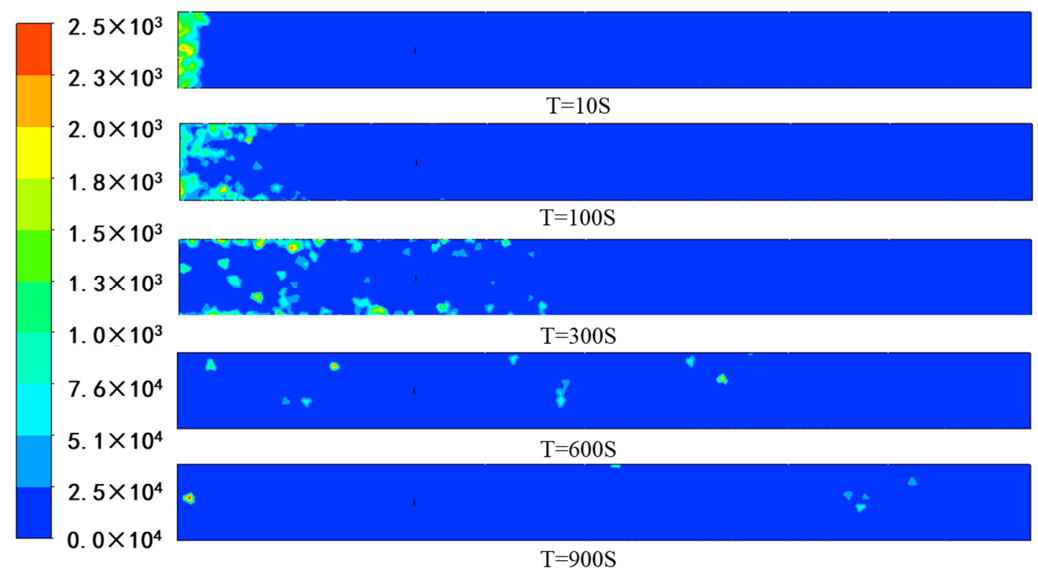 2.5×10³
2.3×10³
2.0×10³
1.8×10³
1.5×10³
1.3×10³
1.0×10³
7.6×10⁴
5.1×10⁴
2.5×10⁴
0.0×10⁴
T=10S
T=100S
T=300S
T=600S
T=900S